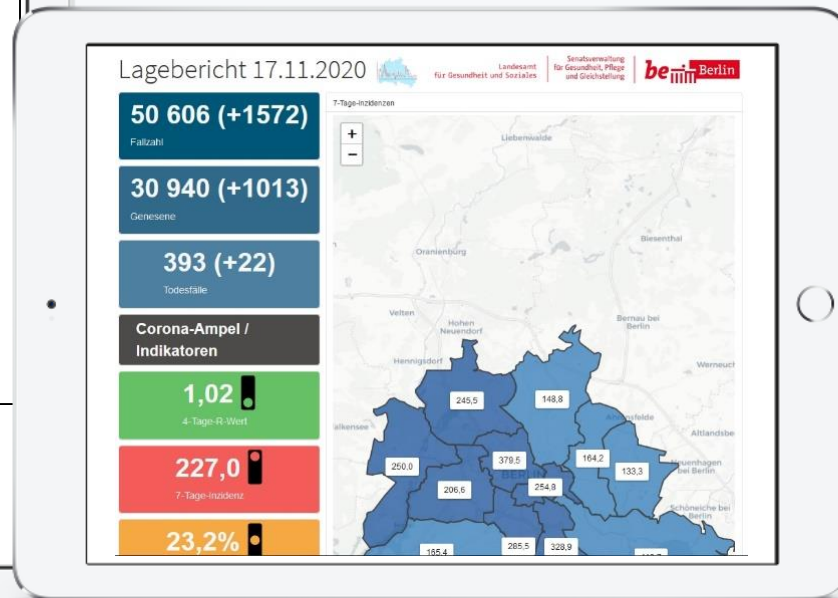 Lagebericht 17.11.2020
Landesamt
für Gesundheit und Soziales
Senatsverwaltung
für Gesundheit, Pflege
und Gleichstellung
be Berlin
50 606 (+1572)
Fallzahl
30 940 (+1013)
Genesene
393 (+22)
Todesfälle
Corona-Ampel /
Indikatoren
1,02
4-Tage-R-Wert
227,0
7-Tage-Inzidenz
23,2%
7-Tage-Inzidenzen
+
−
Liebenwalde
Biesenthal
Oranienburg
Velten
Hohen
Neuendorf
Bernau bei
Berlin
Hennigsdorf
Werneuch
245,5
148,8
alkensee
Altlandsbe
379,5
164,2
250,0
133,3
euenhagen
bei Berlin
BERLIN
206,6
254,8
Schöneiche bei
Berlin
165,4
285,5
328,9